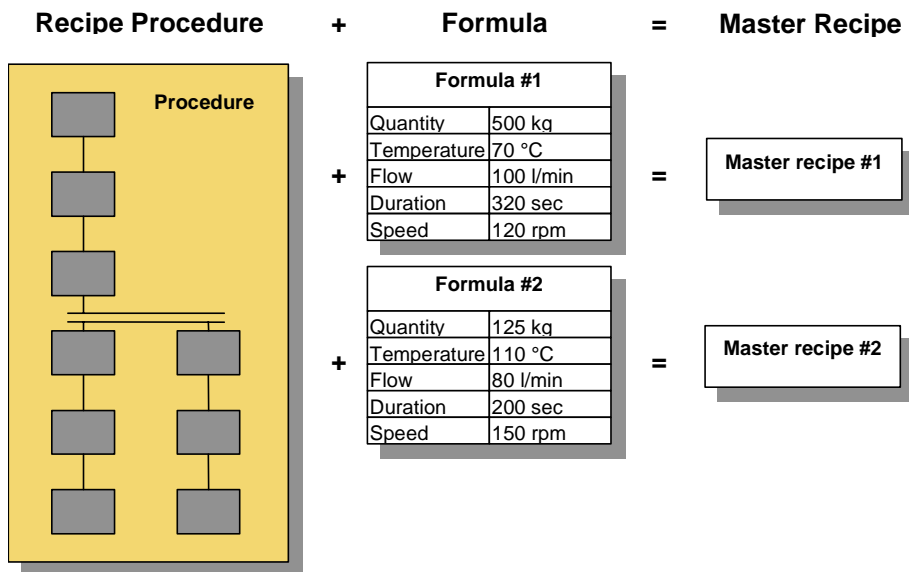 Recipe Procedure + Formula = Master Recipe
Procedure
+
Formula #1
Quantity 500 kg
Temperature 70 °C
Flow 100 l/min
Duration 320 sec
Speed 120 rpm
=
Master recipe #1
+
Formula #2
Quantity 125 kg
Temperature 110 °C
Flow 80 l/min
Duration 200 sec
Speed 150 rpm
=
Master recipe #2